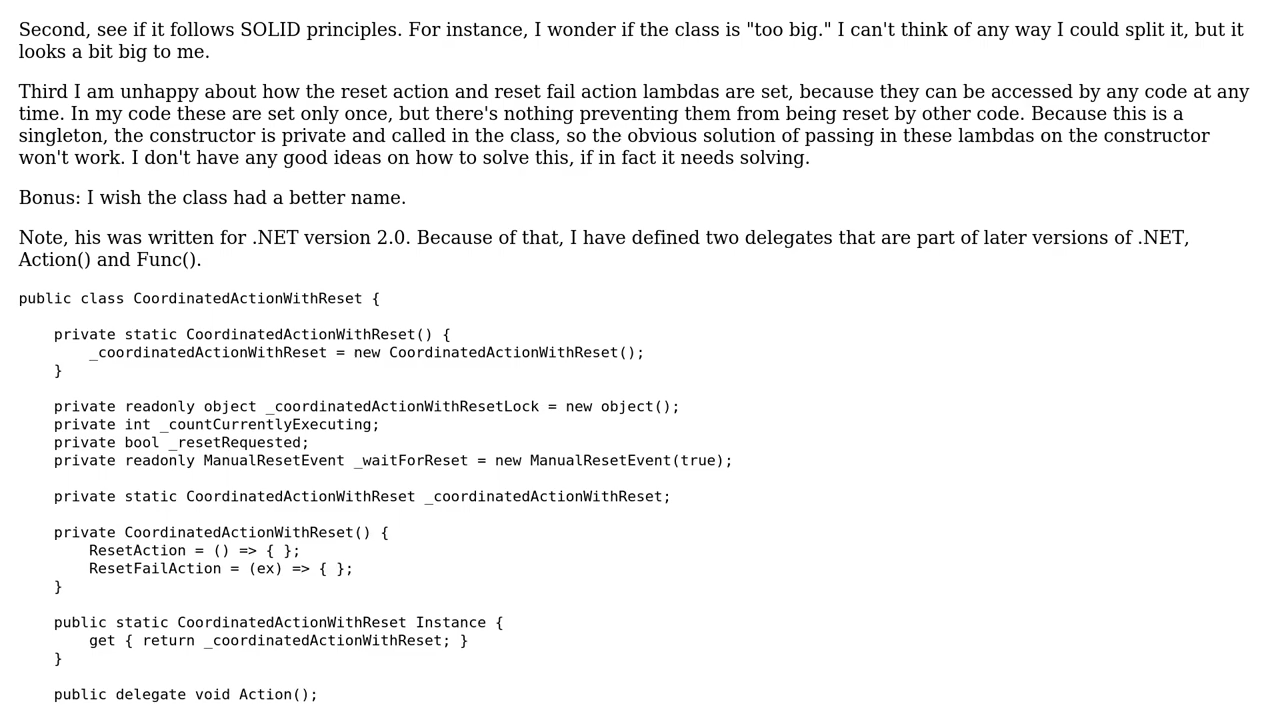 Second, see if it follows SOLID principles. For instance, I wonder if the class is "too big." I can't think of any way I could split it, but it
looks a bit big to me.
Third I am unhappy about how the reset action and reset fail action lambdas are set, because they can be accessed by any code at any
time. In my code these are set only once, but there's nothing preventing them from being reset by other code. Because this is a
singleton, the constructor is private and called in the class, so the obvious solution of passing in these lambdas on the constructor
won't work. I don't have any good ideas on how to solve this, if in fact it needs solving.
Bonus: I wish the class had a better name.
Note, his was written for .NET version 2.0. Because of that, I have defined two delegates that are part of later versions of .NET,
Action() and Func().
public class CoordinatedActionWithReset {
    private static CoordinatedActionWithReset() {
        _coordinatedActionWithReset = new CoordinatedActionWithReset();
    }
    private readonly object _coordinatedActionWithResetLock = new object();
    private int _countCurrentlyExecuting;
    private bool _resetRequested;
    private readonly ManualResetEvent _waitForReset = new ManualResetEvent(true);
    private static CoordinatedActionWithReset _coordinatedActionWithReset;
    private CoordinatedActionWithReset() {
        ResetAction = () => { };
        ResetFailAction = (ex) => { };
    }
    public static CoordinatedActionWithReset Instance {
        get { return _coordinatedActionWithReset; }
    }
    public delegate void Action();